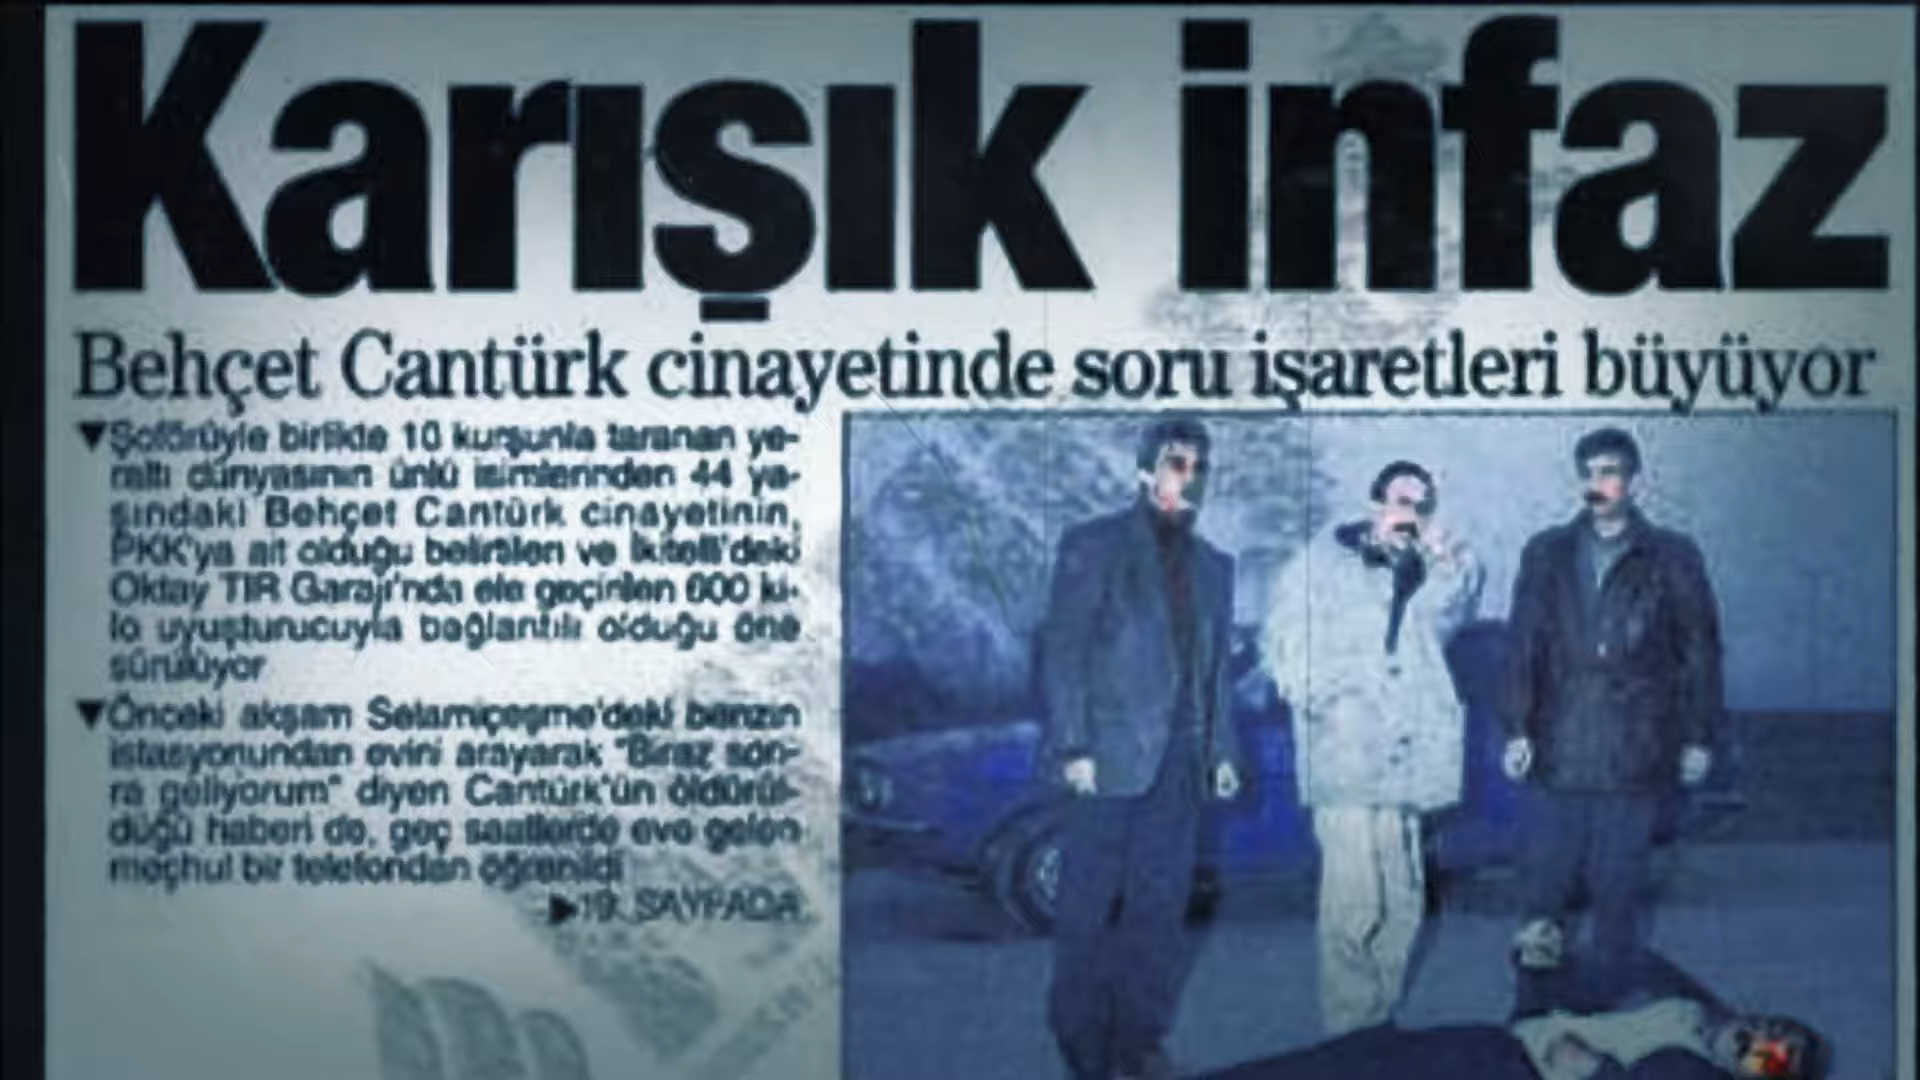 Karışık infaz
Behçet Cantürk cinayetinde soru işaretleri büyüyor
▼Şoförüyle birlikte 10 kurşunla taranan ye-
raltı dünyasının ünlü isimlerinden 44 ya-
şındaki Behçet Cantürk cinayetinin,
PKK'ya ait olduğu belirtilen ve İkitelli'deki
Oktay TIR Garajı'nda ele geçirilen 600 ki-
lo uyuşturucuyla bağlantılı olduğu öne
sürülüyor
▼Önceki akşam Selamiçeşme'deki benzin
istasyonundan evini arayarak "Biraz son-
ra geliyorum" diyen Cantürk'ün öldürül-
düğü haberi de, geç saatlerde eve gelen
meçhul bir telefondan öğrenildi
▶19. SAYFADA